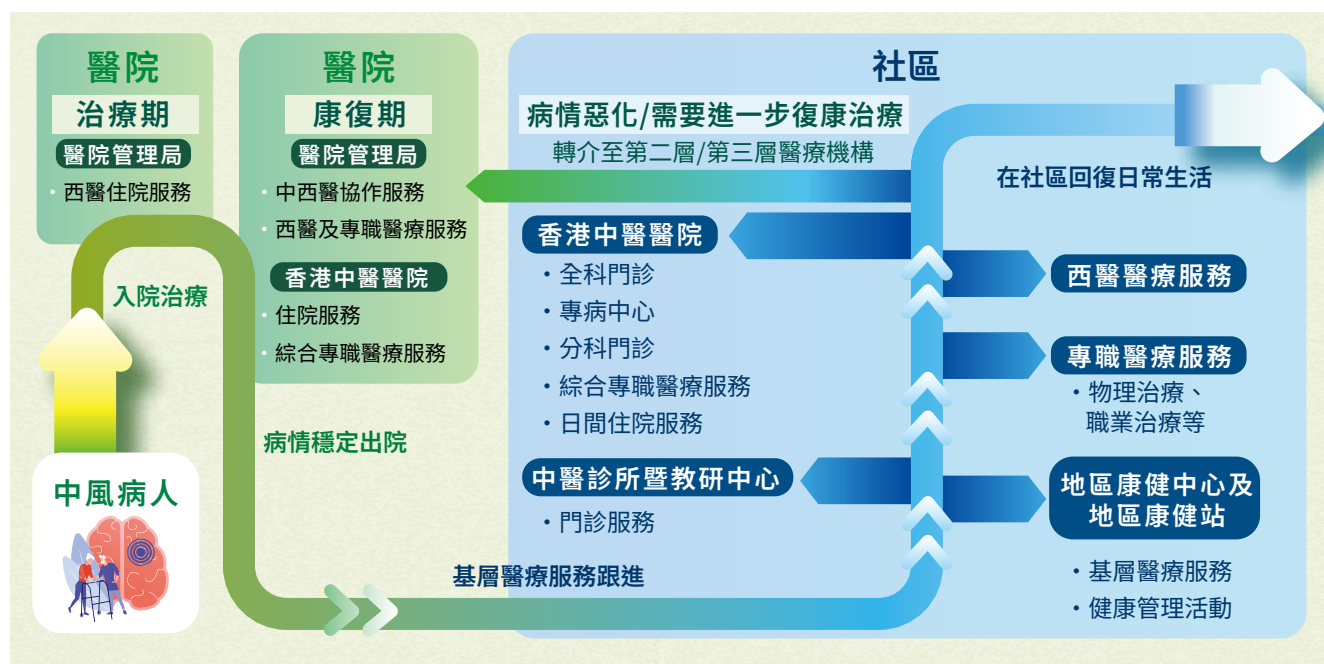 醫院
治療期
醫院管理局
· 西醫住院服務
醫院
康復期
醫院管理局
· 中西醫協作服務
· 西醫及專職醫療服務
香港中醫醫院
· 住院服務
· 綜合專職醫療服務
入院治療
中風病人
病情穩定出院
基層醫療服務跟進
社區
病情惡化/需要進一步復康治療
轉介至第二層/第三層醫療機構
香港中醫醫院
· 全科門診
· 專病中心
· 分科門診
· 綜合專職醫療服務
· 日間住院服務
中醫診所暨教研中心
· 門診服務
在社區回復日常生活
西醫醫療服務
專職醫療服務
· 物理治療、
職業治療等
地區康健中心及
地區康健站
· 基層醫療服務
· 健康管理活動